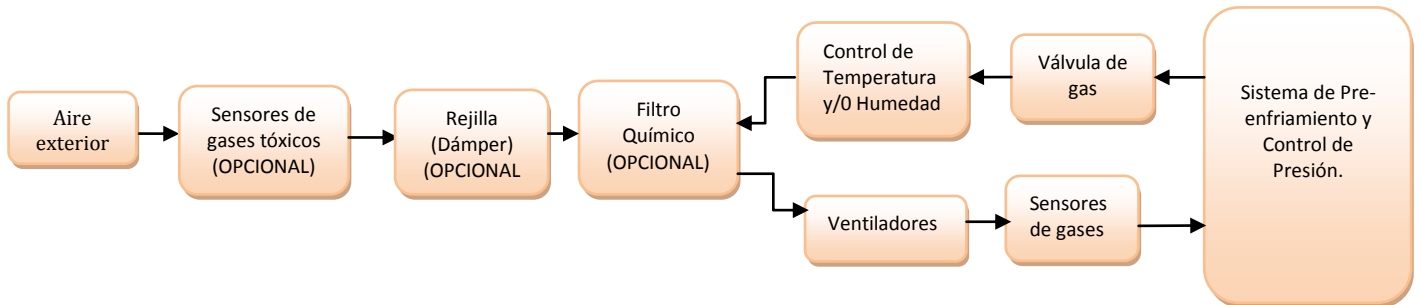 Aire
exterior
Sensores de
gases tóxicos
(OPCIONAL)
Rejilla
(Dámper)
(OPCIONAL
Filtro
Químico
(OPCIONAL)
Control de
Temperatura
y/0 Humedad
Válvula de
gas
Sistema de Pre-
enfriamiento y
Control de
Presión.
Ventiladores
Sensores
de gases